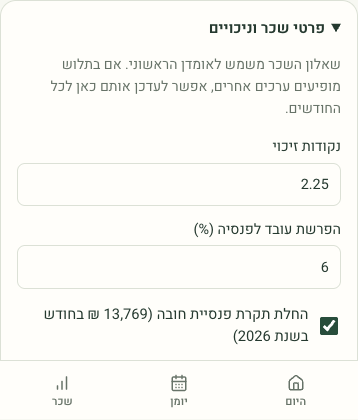 ▼ פרטי שכר וניכויים
שאלון השכר משמש לאומדן הראשוני. אם בתלוש
מופיעים ערכים אחרים, אפשר לעדכן אותם כאן לכל
החודשים.
נקודות זיכוי
2.25
הפרשת עובד לפנסיה (%)
6
החלת תקרת פנסיית חובה (13,769 ₪ בחודש
בשנת 2026)
היום
יומן
שכר